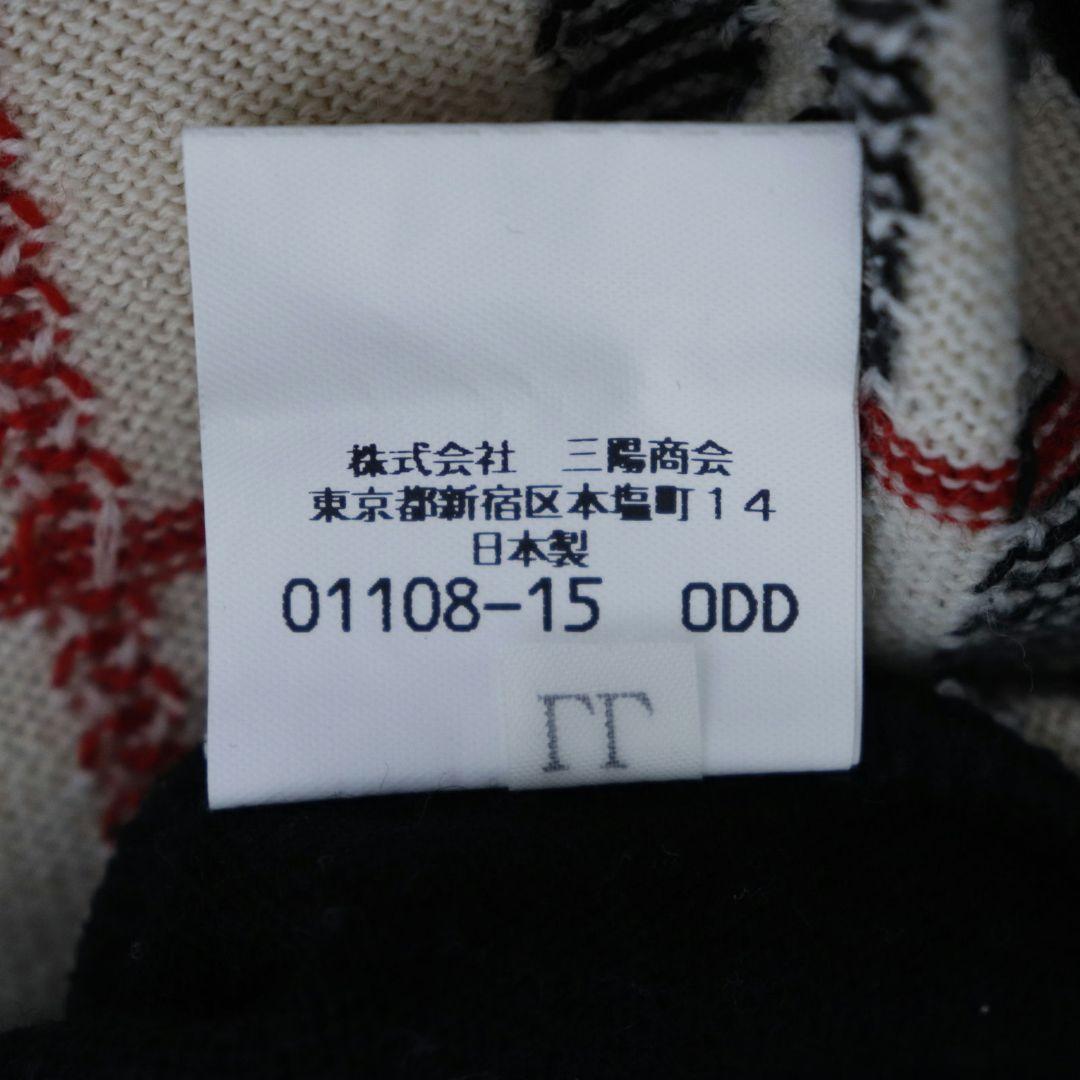 株式会社　三陽商会
東京都新宿区本塩町１４
日本製
01108-15 ODD
LL